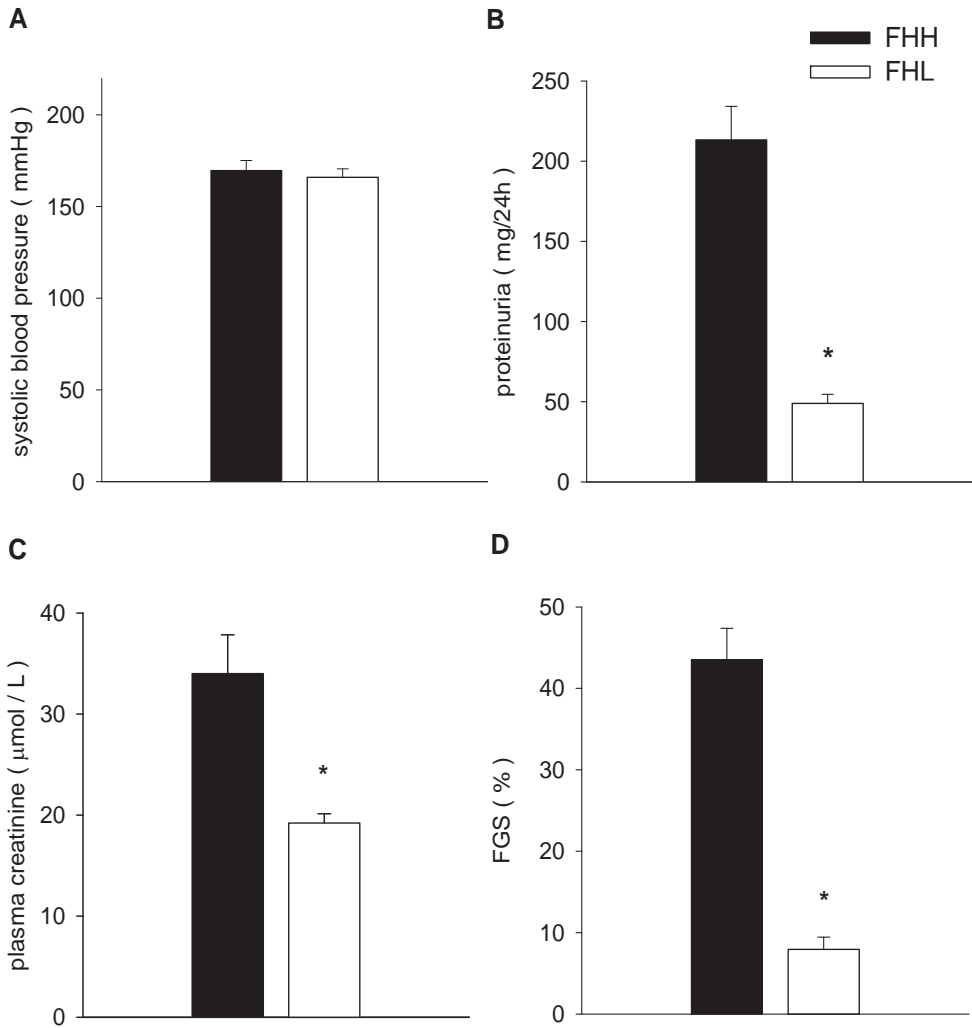 A
systolic blood pressure ( mmHg )
200
150
100
50
0
B
FHH
FHL
proteinuria ( mg/24h )
250
200
150
100
50
0
*
C
plasma creatinine ( μmol / L )
40
30
20
10
0
*
D
FGS ( % )
50
40
30
20
10
0
*